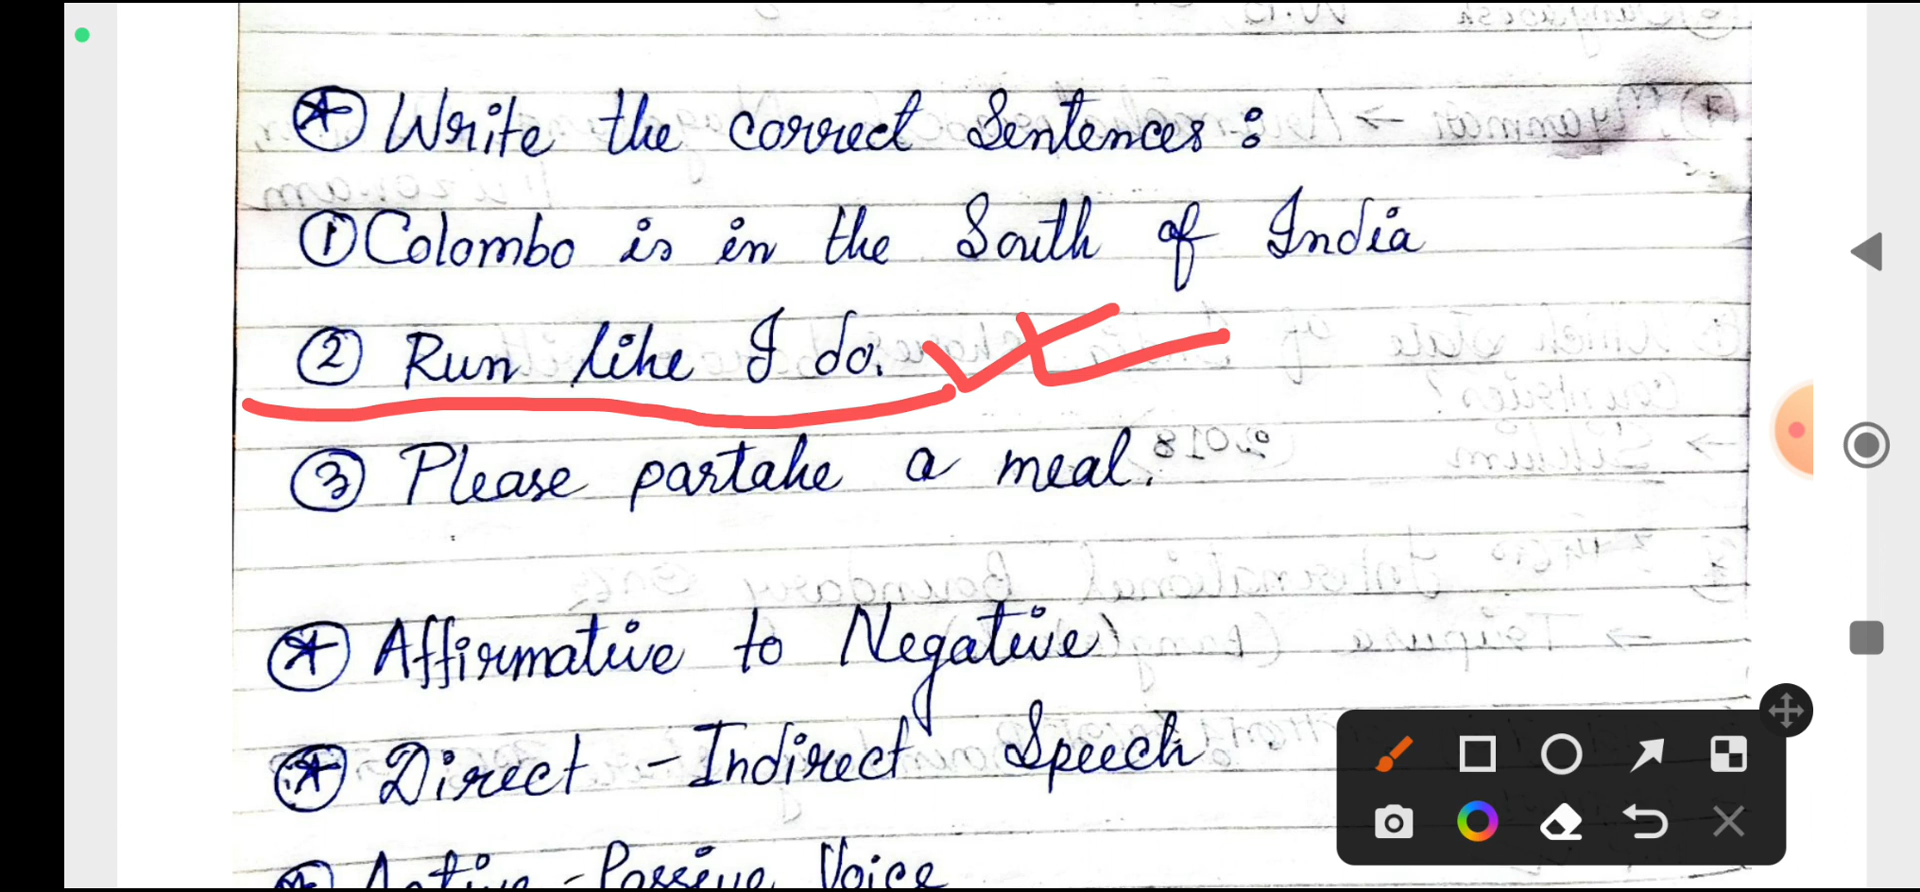 * Write the correct Sentences :
① Colombo is in the South of India
② Run like I do.
③ Please partake a meal.
* Affirmative to Negative
* Direct - Indirect Speech
* Active - Passive Voice